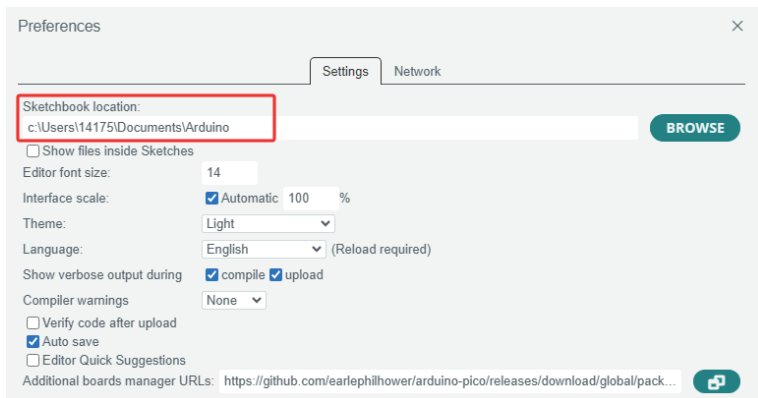 Preferences
Settings Network
Sketchbook location:
c:\Users\14175\Documents\Arduino
BROWSE
Show files inside Sketches
Editor font size: 14
Interface scale: Automatic 100 %
Theme: Light
Language: English (Reload required)
Show verbose output during compile upload
Compiler warnings None
Verify code after upload
Auto save
Editor Quick Suggestions
Additional boards manager URLs: https://github.com/earlephilhower/arduino-pico/releases/download/global/pack...